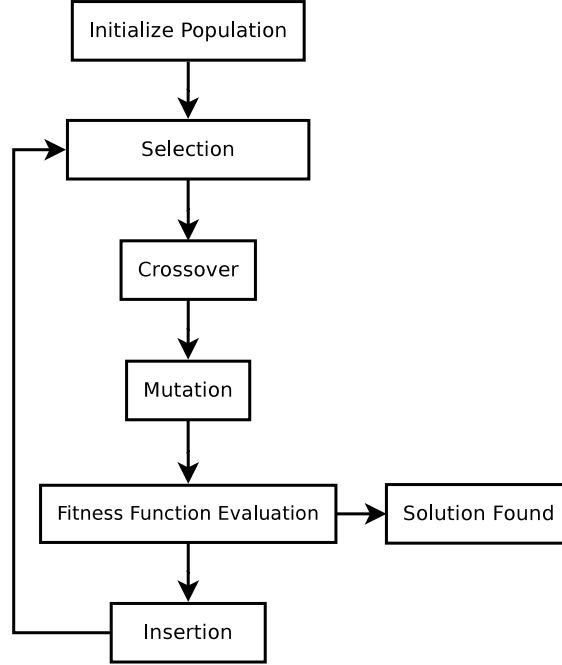 Initialize Population
Selection
Crossover
Mutation
Fitness Function Evaluation
Solution Found
Insertion